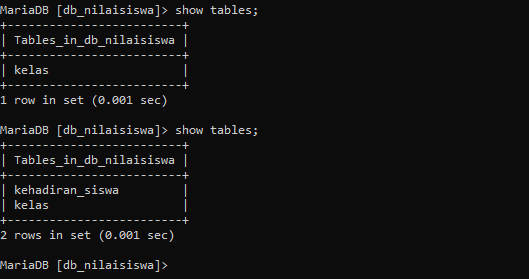 MariaDB [db_nilaisiswa]> show tables;
+-------------------------+
| Tables_in_db_nilaisiswa |
+-------------------------+
| kelas                   |
+-------------------------+
1 row in set (0.001 sec)

MariaDB [db_nilaisiswa]> show tables;
+-------------------------+
| Tables_in_db_nilaisiswa |
+-------------------------+
| kehadiran_siswa         |
| kelas                   |
+-------------------------+
2 rows in set (0.001 sec)

MariaDB [db_nilaisiswa]>